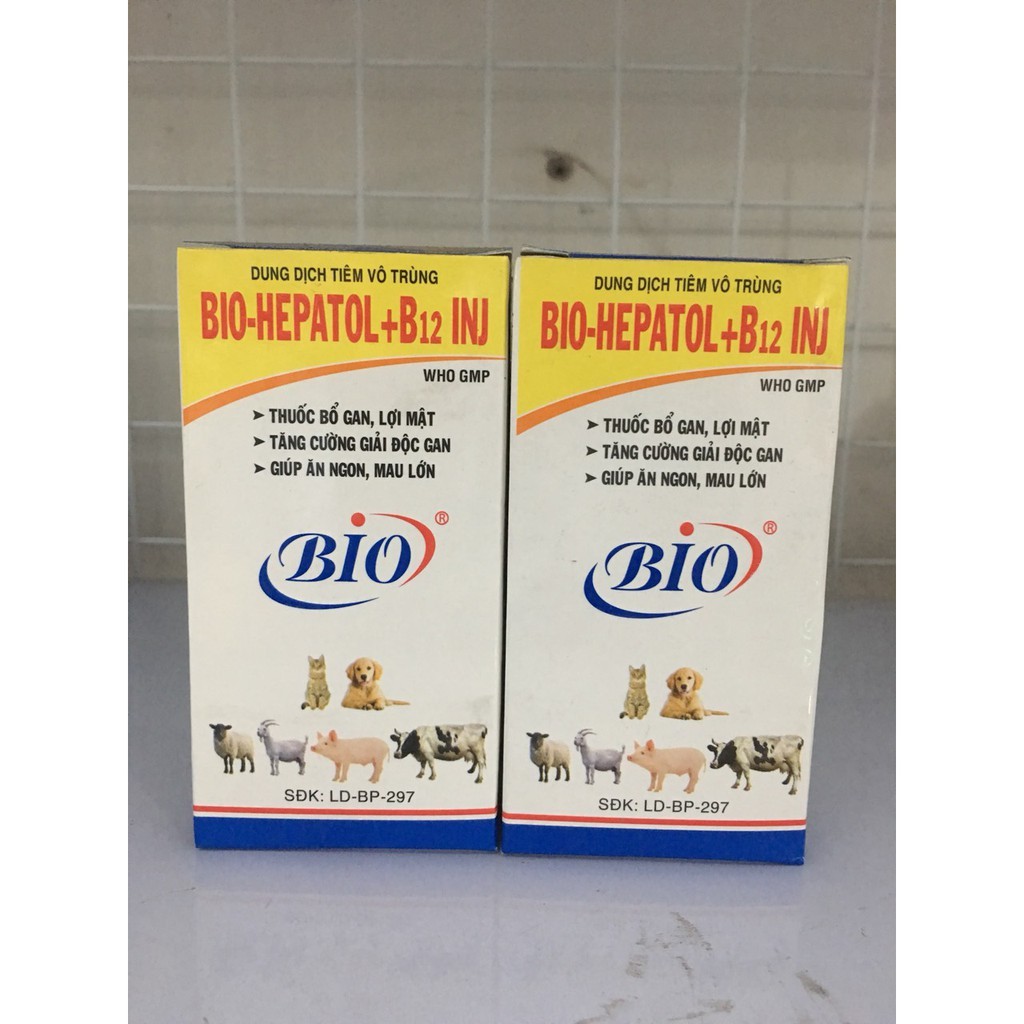 DUNG DỊCH TIÊM VÔ TRÙNG
BIO-HEPATOL+B12 INJ
WHO GMP
➤ THUỐC BỔ GAN, LỢI MẬT
➤ TĂNG CƯỜNG GIẢI ĐỘC GAN
➤ GIÚP ĂN NGON, MAU LỚN
BIO®
SĐK: LD-BP-297
DUNG DỊCH TIÊM VÔ TRÙNG
BIO-HEPATOL+B12 INJ
WHO GMP
➤ THUỐC BỔ GAN, LỢI MẬT
➤ TĂNG CƯỜNG GIẢI ĐỘC GAN
➤ GIÚP ĂN NGON, MAU LỚN
BIO®
SĐK: LD-BP-297